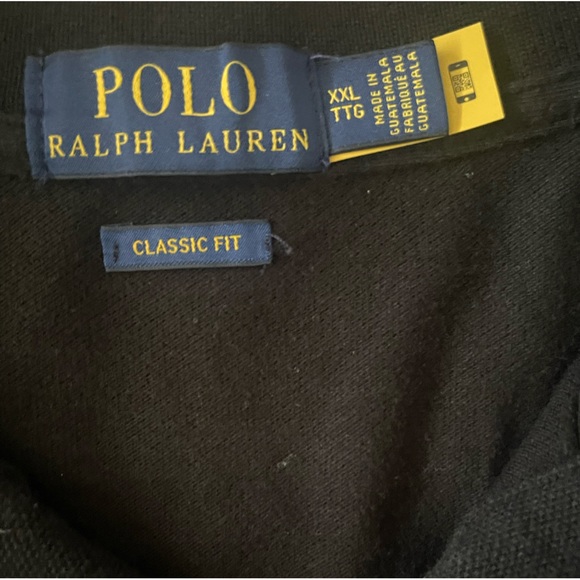 POLO
RALPH LAUREN
XXL
TTG
MADE IN
GUATEMALA
FABRIQUÉ AU
GUATEMALA
CLASSIC FIT